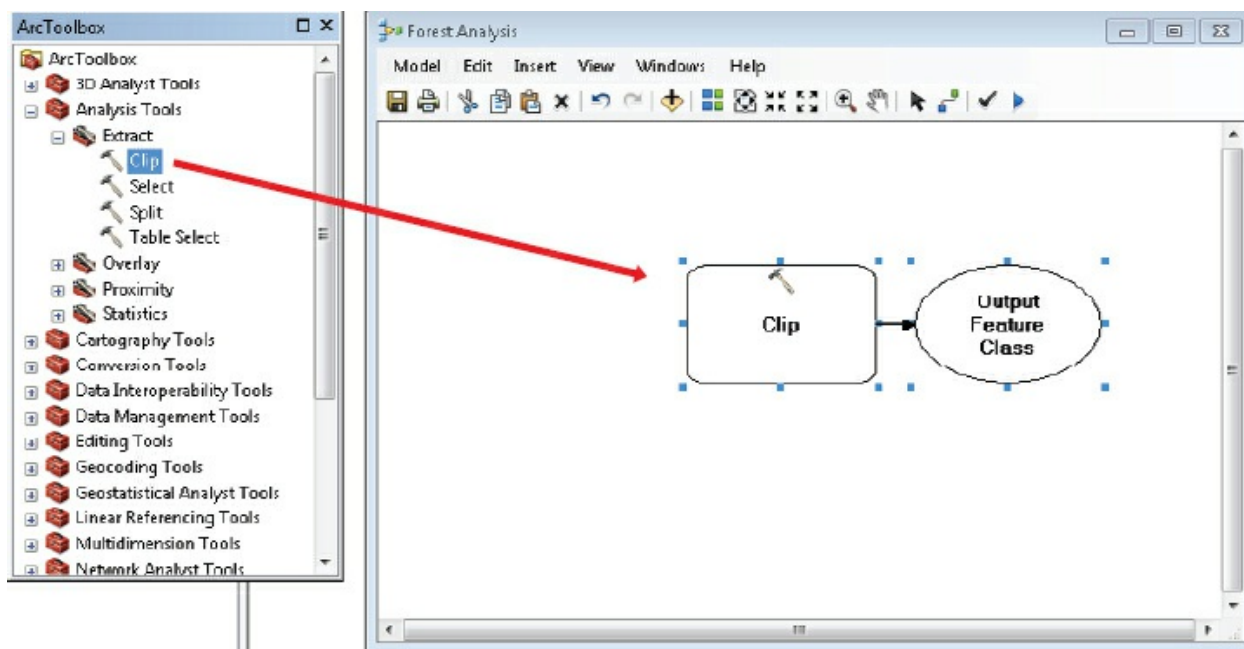 ArcToolbox
ArcToolbox
3D Analyst Tools
Analysis Tools
Extract
Clip
Select
Split
Table Select
Overlay
Proximity
Statistics
Cartography Tools
Conversion Tools
Data Interoperability Tools
Data Management Tools
Editing Tools
Geocoding Tools
Geostatistical Analyst Tools
Linear Referencing Tools
Multidimension Tools
Network Analyst Tools
Forest Analysis
Model Edit Insert View Windows Help
Clip
Output
Feature
Class